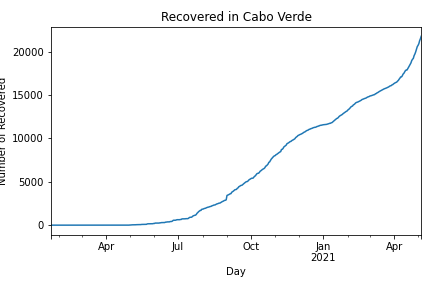 Recovered in Cabo Verde
Number of Recovered
20000
15000
10000
5000
0
Apr
Jul
Oct
Jan
2021
Apr
Day